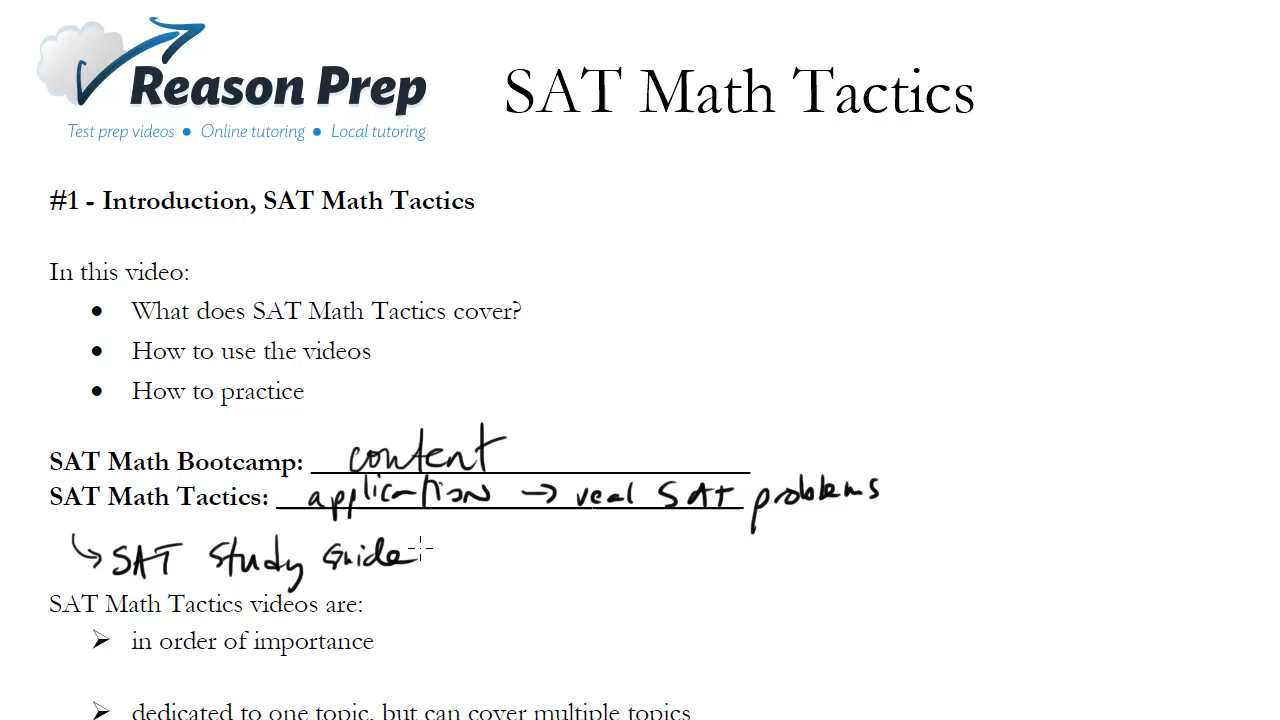 Reason Prep
Test prep videos ● Online tutoring ● Local tutoring
SAT Math Tactics
#1 - Introduction, SAT Math Tactics
In this video:
• What does SAT Math Tactics cover?
• How to use the videos
• How to practice
SAT Math Bootcamp: content
SAT Math Tactics: application → real SAT problems
↳ SAT Study Guide
SAT Math Tactics videos are:
➢ in order of importance
➢ dedicated to one topic, but can cover multiple topics